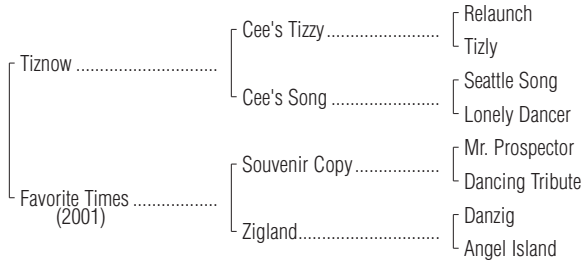 Relaunch
Cee's Tizzy
Tizly
Tiznow
Seattle Song
Cee's Song
Lonely Dancer
Mr. Prospector
Souvenir Copy
Dancing Tribute
Favorite Times
(2001)
Danzig
Zigland
Angel Island